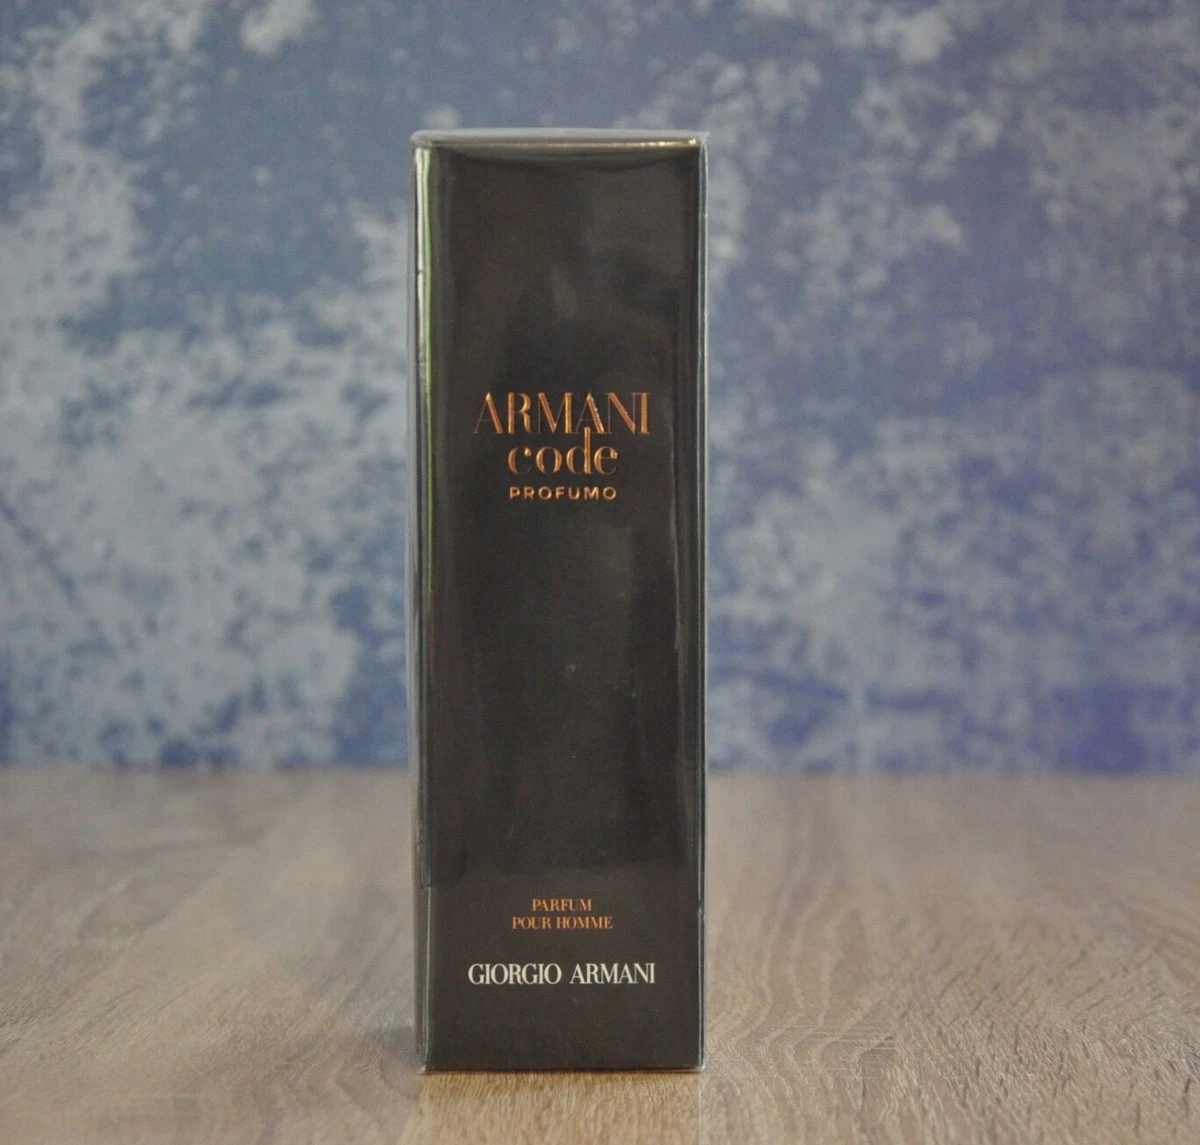 ARMANI
code
PROFUMO
PARFUM
POUR HOMME
GIORGIO ARMANI